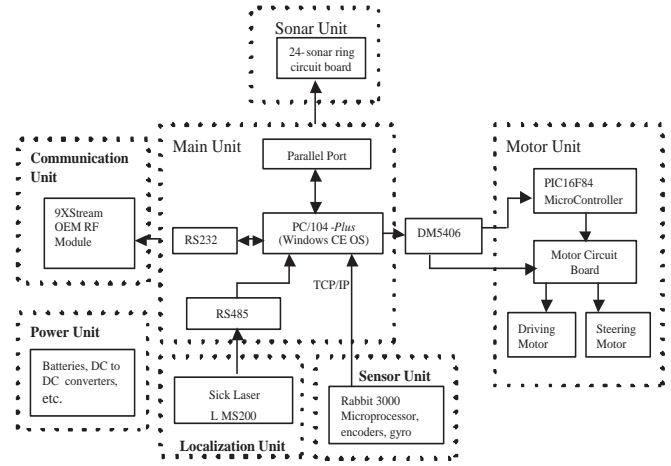 Sonar Unit
24-sonar ring
circuit board
Main Unit
Parallel Port
Communication
Unit
9XStream
OEM RF
Module
RS232
PC/104 -Plus
(Windows CE OS)
DM5406
Motor Unit
PIC16F84
MicroController
Motor Circuit
Board
Driving
Motor
Steering
Motor
TCP/IP
RS485
Power Unit
Batteries, DC to
DC converters,
etc.
Sick Laser
L MS200
Localization Unit
Sensor Unit
Rabbit 3000
Microprocessor,
encoders, gyro